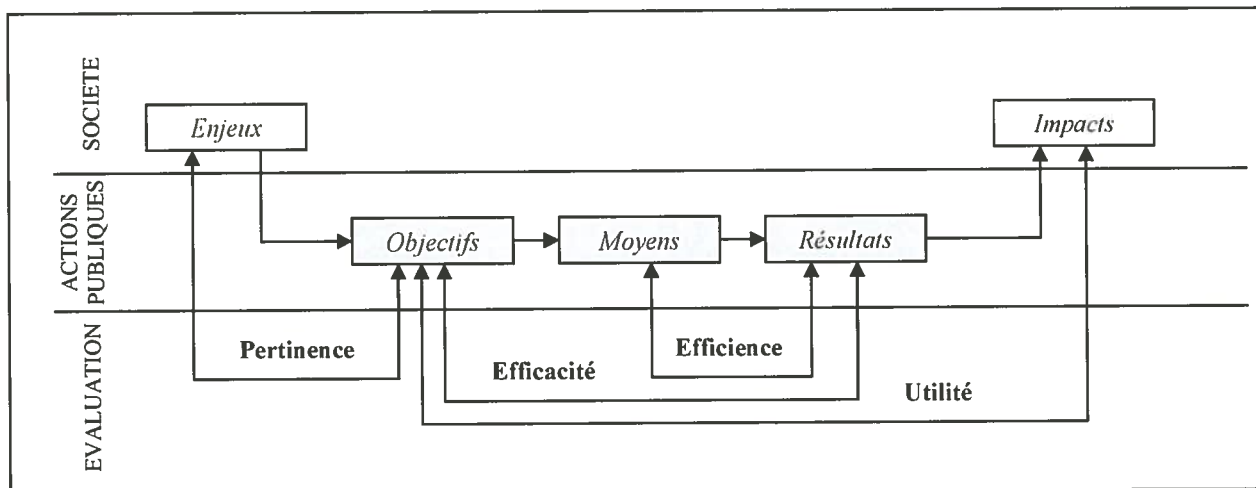 SOCIETE
Enjeux
Impacts
ACTIONS
PUBLIQUES
Objectifs
Moyens
Résultats
EVALUATION
Pertinence
Efficacité
Efficience
Utilité